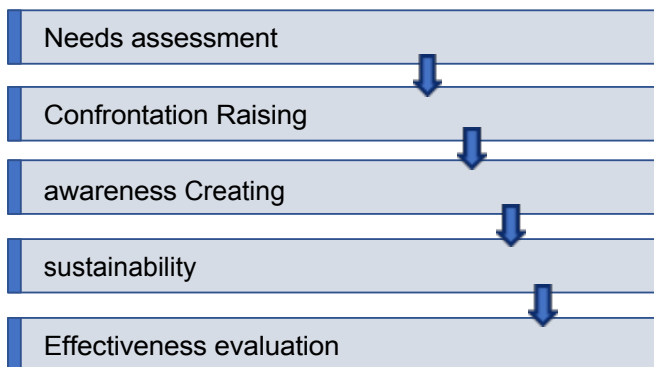 Needs assessment
Confrontation Raising
awareness Creating
sustainability
Effectiveness evaluation